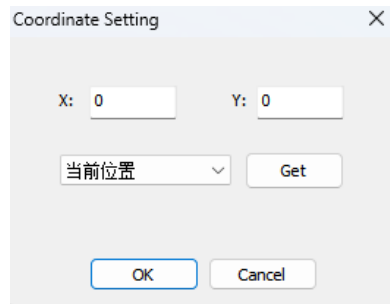 Coordinate Setting
X: 0 Y: 0
当前位置 Get
OK Cancel